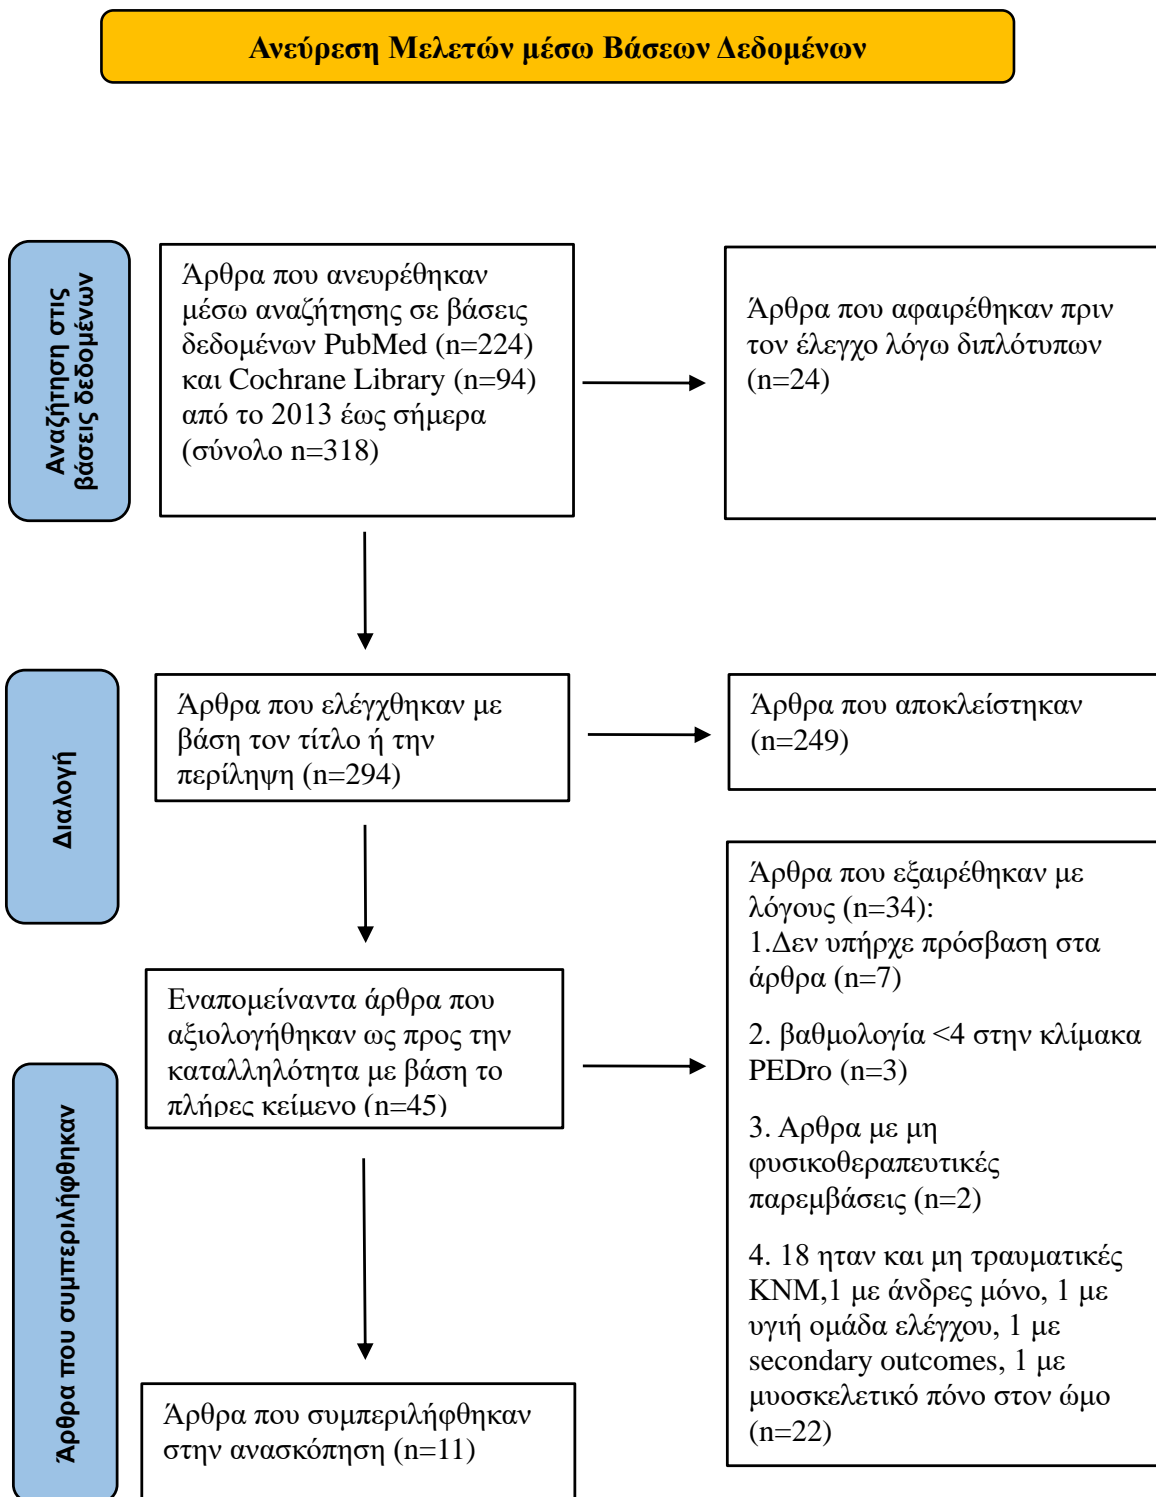 Ανεύρεση Μελετών μέσω Βάσεων Δεδομένων
Αναζήτηση στις
βάσεις δεδομένων
Άρθρα που ανευρέθηκαν
μέσω αναζήτησης σε βάσεις
δεδομένων PubMed (n=224)
και Cochrane Library (n=94)
από το 2013 έως σήμερα
(σύνολο n=318)
Άρθρα που αφαιρέθηκαν πριν
τον έλεγχο λόγω διπλότυπων
(n=24)
Διαλογή
Άρθρα που ελέγχθηκαν με
βάση τον τίτλο ή την
περίληψη (n=294)
Άρθρα που αποκλείστηκαν
(n=249)
Εναπομείναντα άρθρα που
αξιολογήθηκαν ως προς την
καταλληλότητα με βάση το
πλήρες κείμενο (n=45)
Άρθρα που εξαιρέθηκαν με
λόγους (n=34):
1.Δεν υπήρχε πρόσβαση στα
άρθρα (n=7)
2. βαθμολογία <4 στην κλίμακα
PEDro (n=3)
3. Αρθρα με μη
φυσικοθεραπευτικές
παρεμβάσεις (n=2)
4. 18 ηταν και μη τραυματικές
ΚΝΜ,1 με άνδρες μόνο, 1 με
υγιή ομάδα ελέγχου, 1 με
secondary outcomes, 1 με
μυοσκελετικό πόνο στον ώμο
(n=22)
Άρθρα που συμπεριλήφθηκαν
Άρθρα που συμπεριλήφθηκαν
στην ανασκόπηση (n=11)